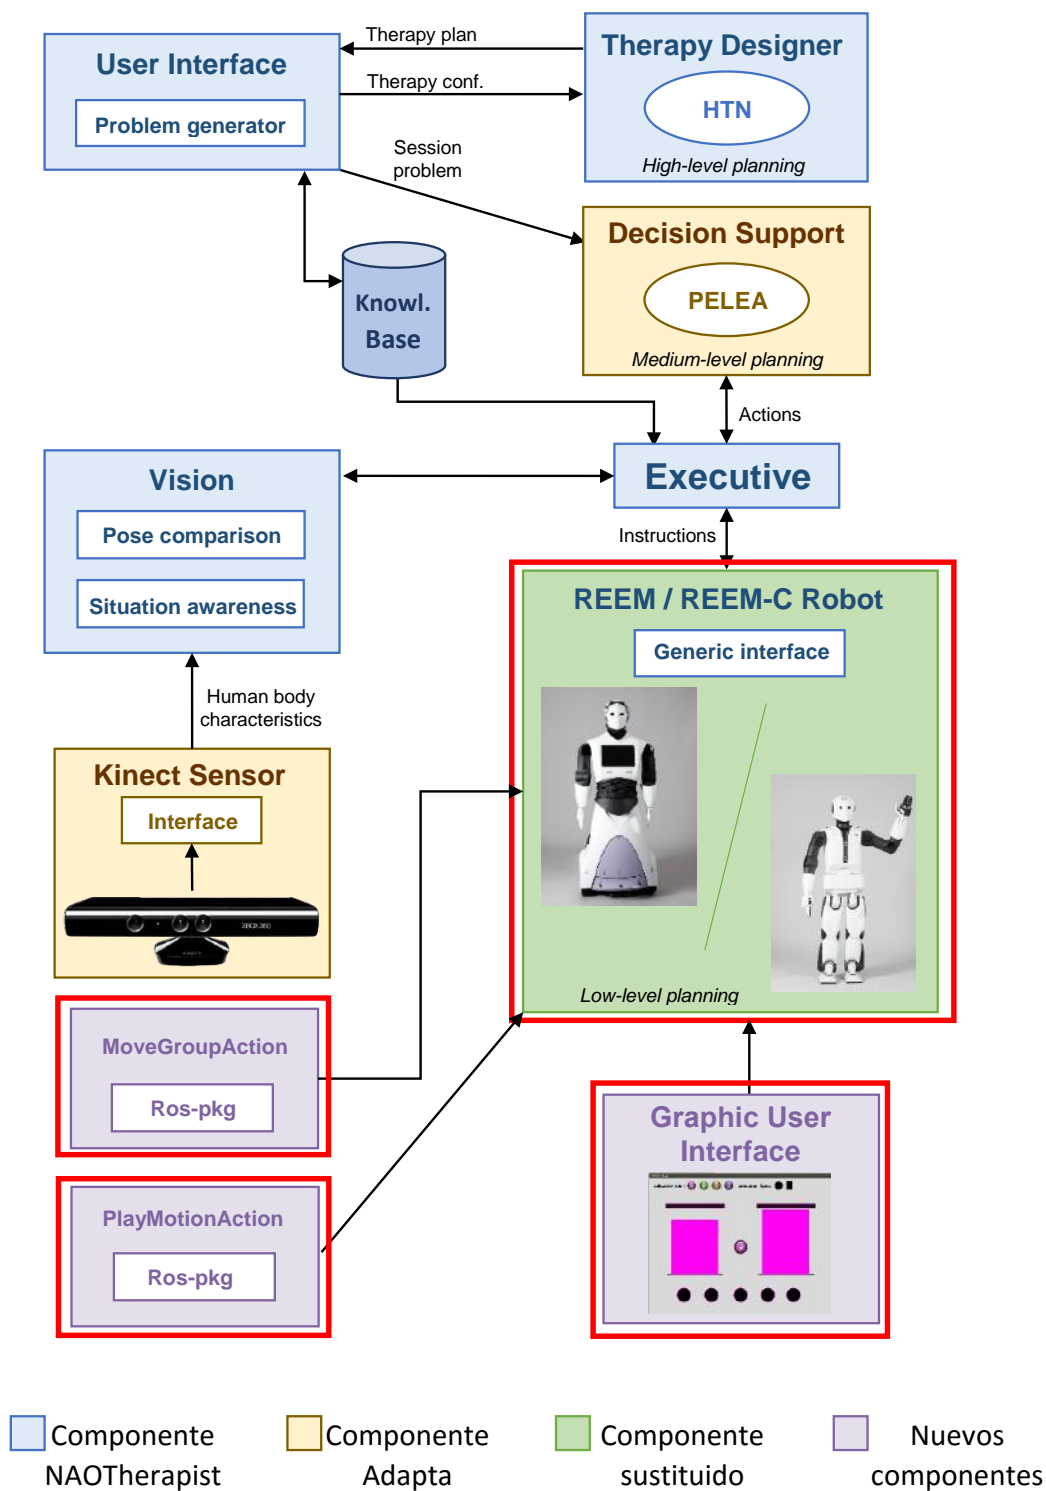 Therapy plan
Therapy Designer
User Interface
Therapy conf.
HTN
Problem generator
Session
problem
High-level planning
Decision Support
PELEA
Knowl.
Base
Medium-level planning
Actions
Vision
Executive
Pose comparison
Instructions
Situation awareness
REEM / REEM-C Robot
Generic interface
Human body
characteristics
Kinect Sensor
Interface
XBOX 360
KINECT
Low-level planning
MoveGroupAction
Ros-pkg
Graphic User
Interface
PlayMotionAction
Ros-pkg
Componente
NAOTherapist
Componente
Adapta
Componente
sustituido
Nuevos
componentes